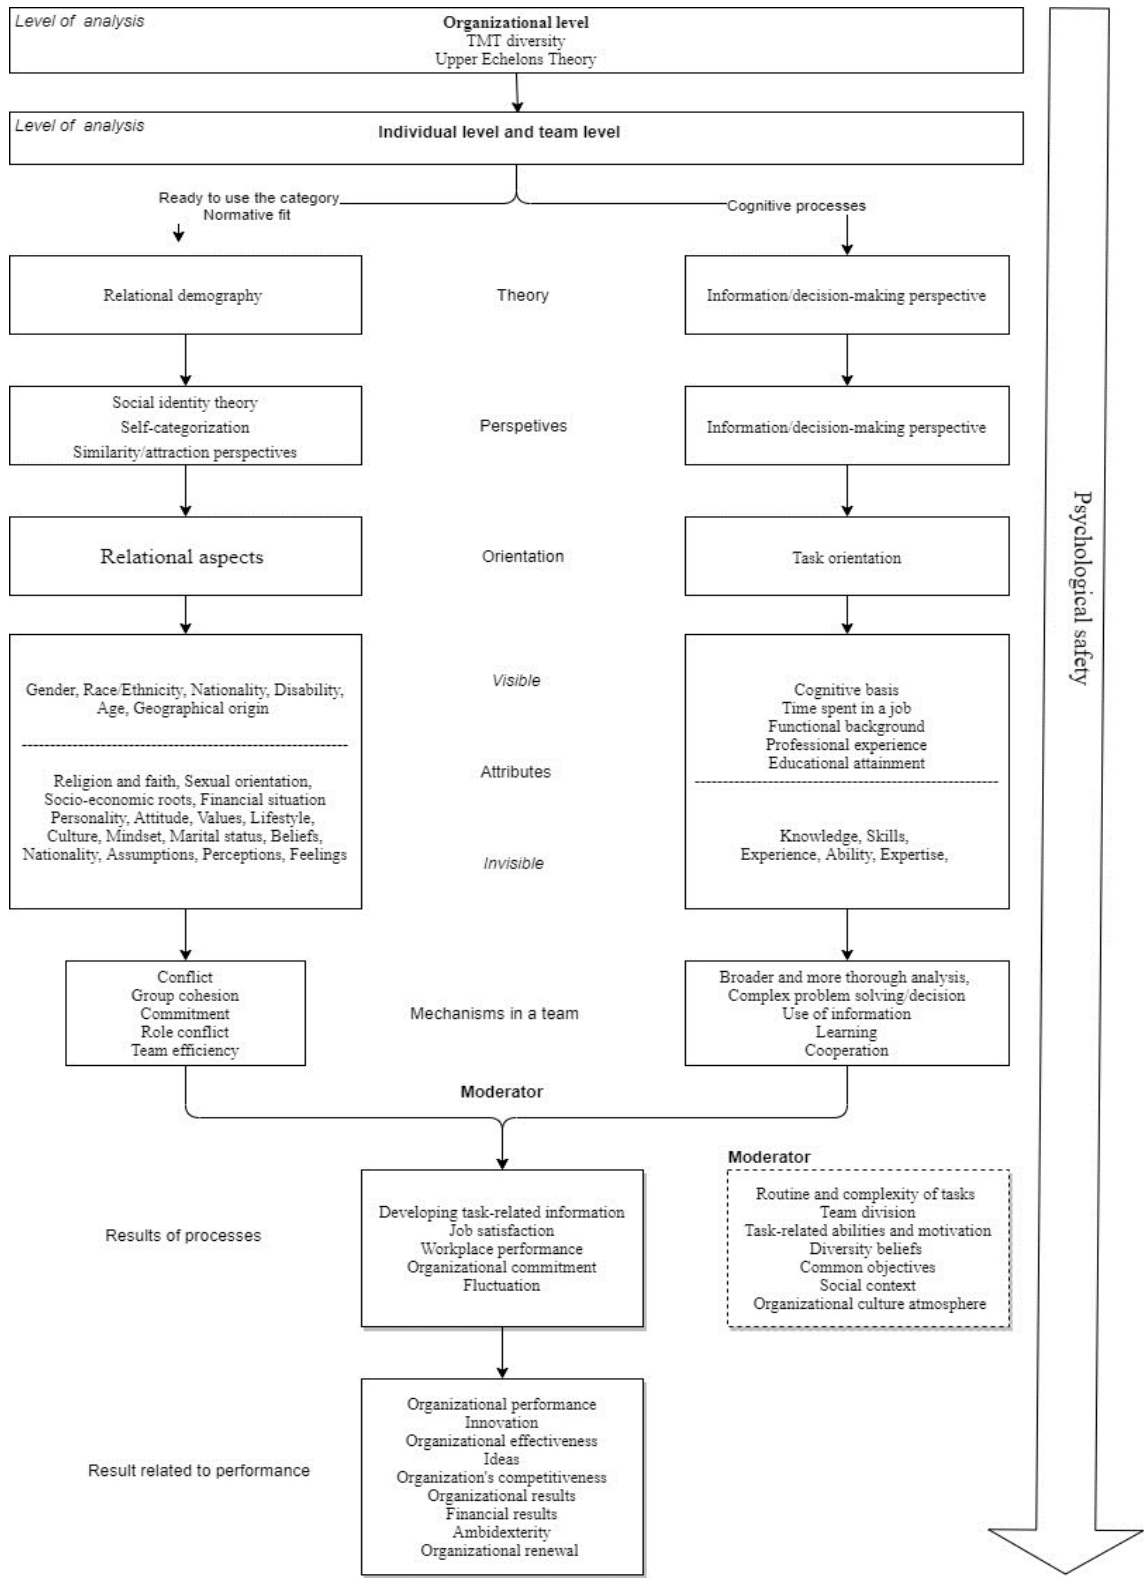 Level of analysis
Organizational level
TMT diversity
Upper Echelons Theory
Level of analysis
Individual level and team level
Ready to use the category
Normative fit
Cognitive processes
Relational demography
Theory
Information/decision-making perspective
Social identity theory
Self-categorization
Similarity/attraction perspectives
Perspetives
Information/decision-making perspective
Relational aspects
Orientation
Task orientation
Gender, Race/Ethnicity, Nationality, Disability,
Age, Geographical origin
Religion and faith, Sexual orientation,
Socio-economic roots, Financial situation
Personality, Attitude, Values, Lifestyle,
Culture, Mindset, Marital status, Beliefs,
Nationality, Assumptions, Perceptions, Feelings
Visible
Attributes
Invisible
Cognitive basis
Time spent in a job
Functional background
Professional experience
Educational attainment
Knowledge, Skills,
Experience, Ability, Expertise,
Conflict
Group cohesion
Commitment
Role conflict
Team efficiency
Mechanisms in a team
Broader and more thorough analysis,
Complex problem solving/decision
Use of information
Learning
Cooperation
Moderator
Results of processes
Developing task-related information
Job satisfaction
Workplace performance
Organizational commitment
Fluctuation
Moderator
Routine and complexity of tasks
Team division
Task-related abilities and motivation
Diversity beliefs
Common objectives
Social context
Organizational culture atmosphere
Result related to performance
Organizational performance
Innovation
Organizational effectiveness
Ideas
Organization's competitiveness
Organizational results
Financial results
Ambidexterity
Organizational renewal
Psychological safety